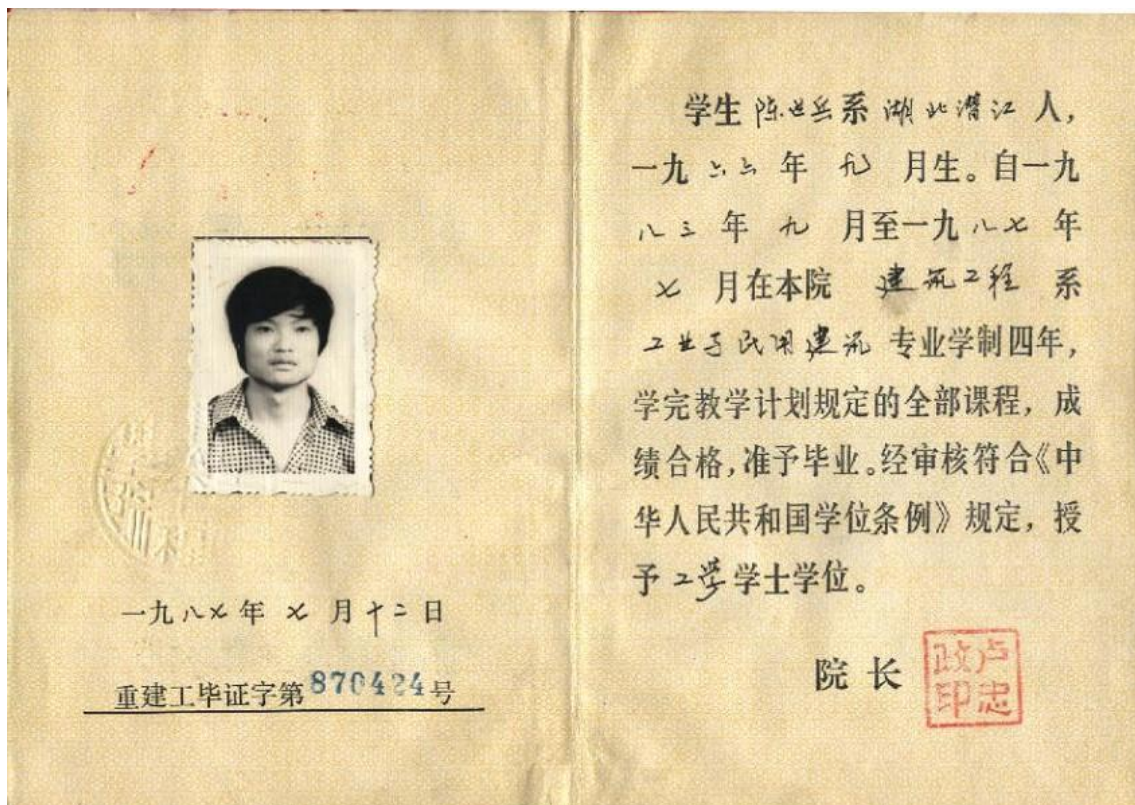 一九八七年七月十二日
重建工毕证字第870424号
学生陈世系湖北潜江人，
一九六六年九月生。自一九
八三年九月至一九八七年
七月在本院建筑工程系
工业与民用建筑专业学制四年，
学完教学计划规定的全部课程，成
绩合格，准予毕业。经审核符合《中
华人民共和国学位条例》规定，授
予工学学士学位。
院长
卢忠
政印